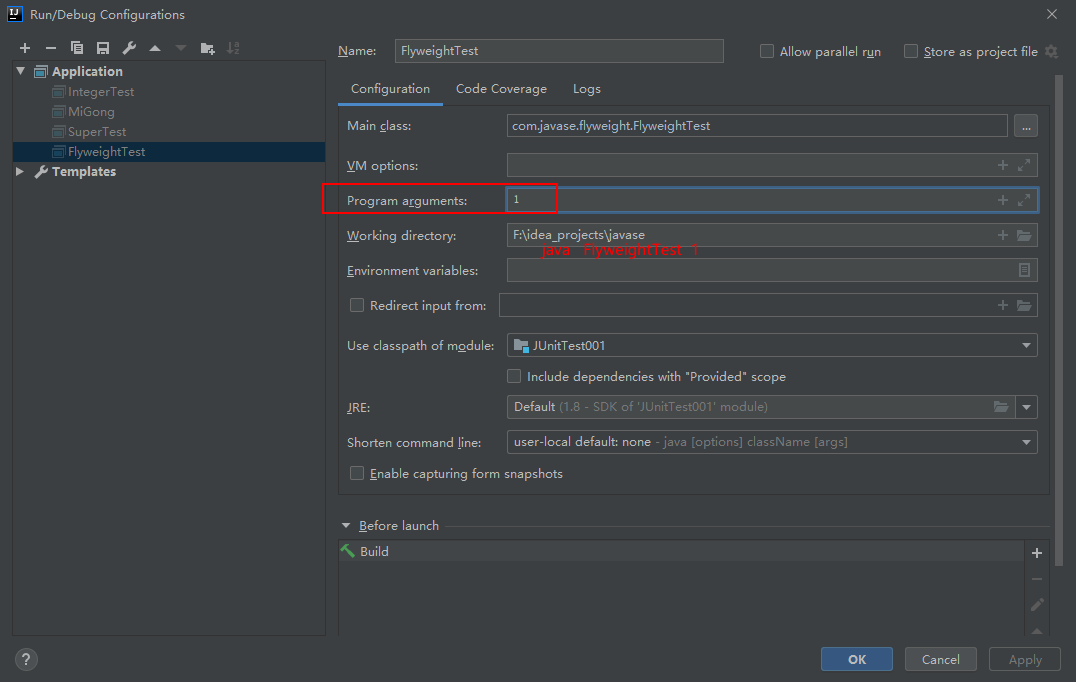 Run/Debug Configurations
Application
IntegerTest
MiGong
SuperTest
FlyweightTest
Templates
Name: FlyweightTest Allow parallel run Store as project file
Configuration Code Coverage Logs
Main class: com.javase.flyweight.FlyweightTest ...
VM options:
Program arguments: 1
Working directory: F:\idea_projects\javase
java FlyweightTest 1
Environment variables:
Redirect input from:
Use classpath of module: JUnitTest001
Include dependencies with "Provided" scope
JRE: Default (1.8 - SDK of 'JUnitTest001' module)
Shorten command line: user-local default: none - java [options] className [args]
Enable capturing form snapshots
Before launch
Build
? OK Cancel Apply